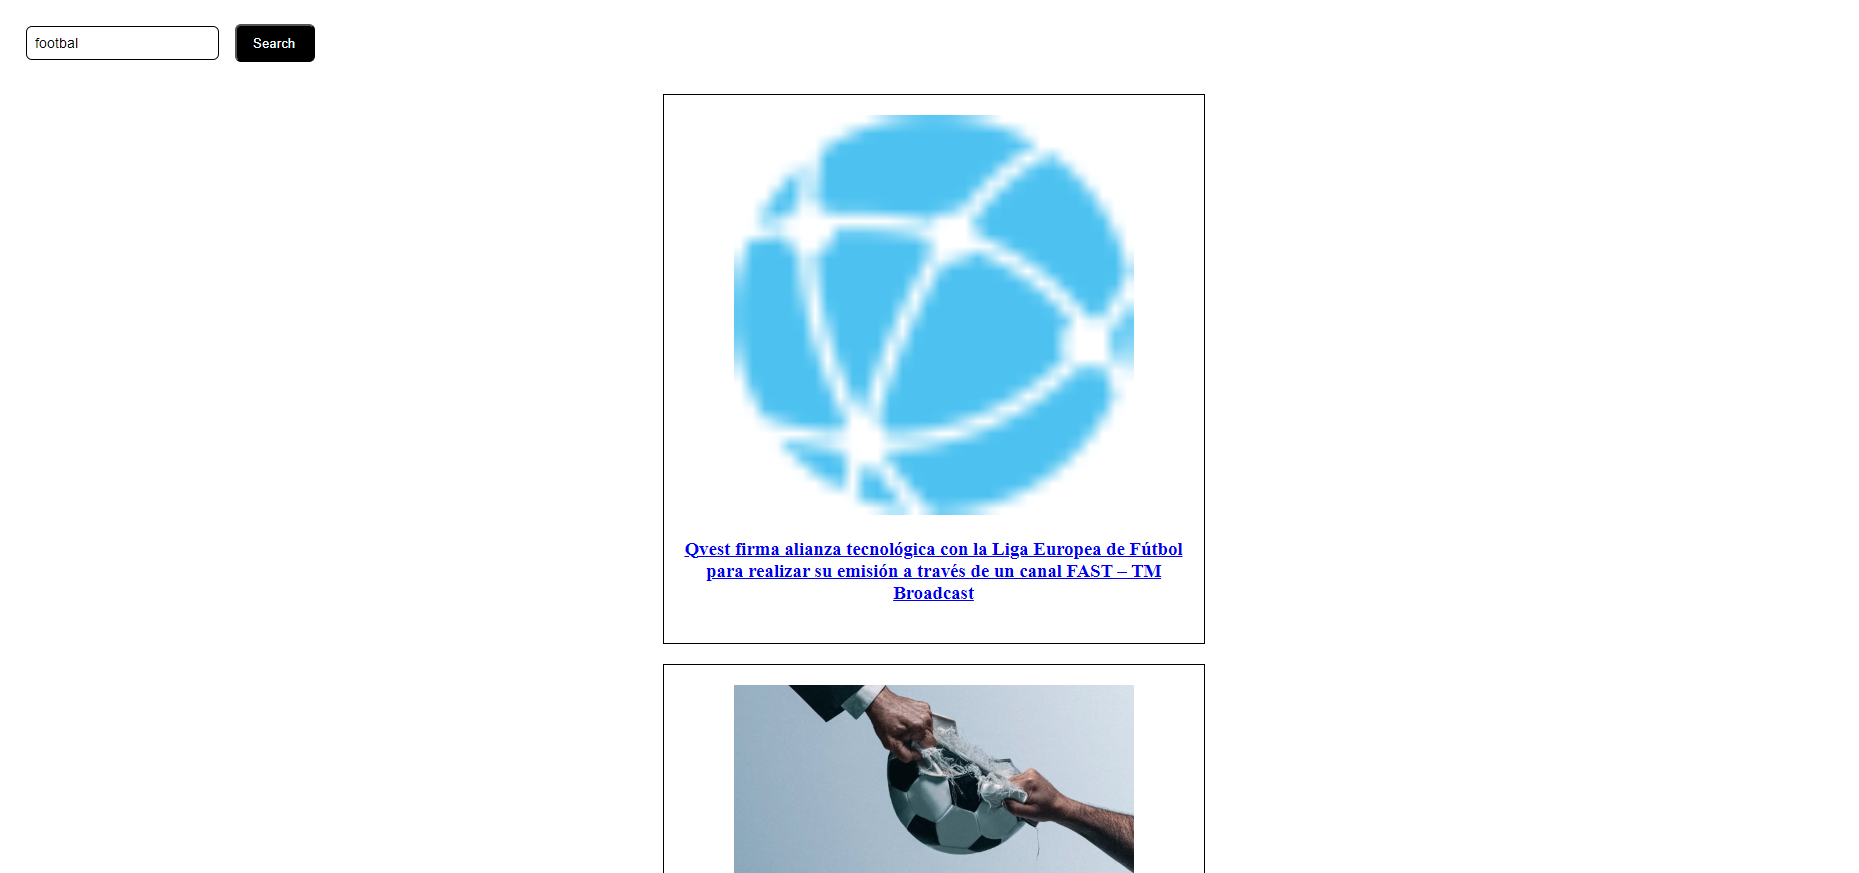 footbal
Search
Qvest firma alianza tecnológica con la Liga Europea de Fútbol
para realizar su emisión a través de un canal FAST – TM
Broadcast